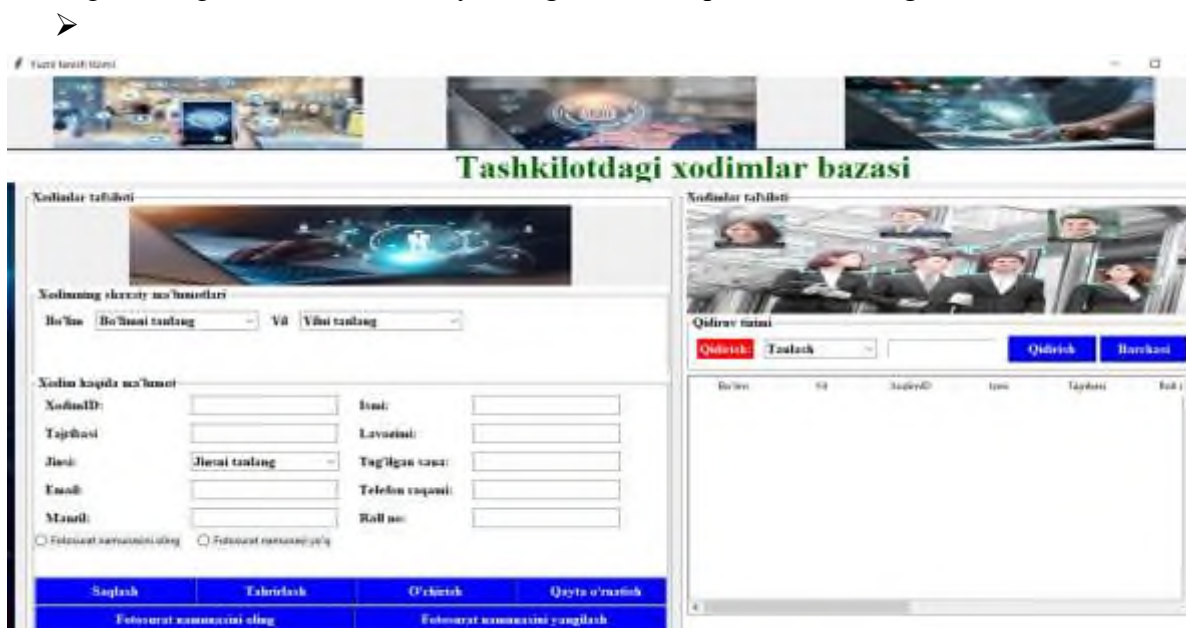 ➢
Yuzni tanish tizimi
Tashkilotdagi xodimlar bazasi
Xodimlar tafsiloti
Xodimning shaxsiy ma'lumotlari
Bo'lim Bo'limni tanlang Yil Yilni tanlang
Xodim haqida ma'lumot
XodimID: Ismi:
Tajribasi Lavozimi:
Jinsi: Jinsni tanlang Tug'ilgan sana:
Email: Telefon raqami:
Manzil: Roll no:
Fotosurat namunasini oling Fotosurat namunasi yo'q
Saqlash Tahrirlash O'chirish Qayta o'rnatish
Fotosurat namunasini oling Fotosurat namunasini yangilash
Xodimlar tafsiloti
Qidiruv tizimi
Qidirish: Tanlash Qidirish Barchasi
Bo'lim Yil XodimID Ismi Tajribasi Roll